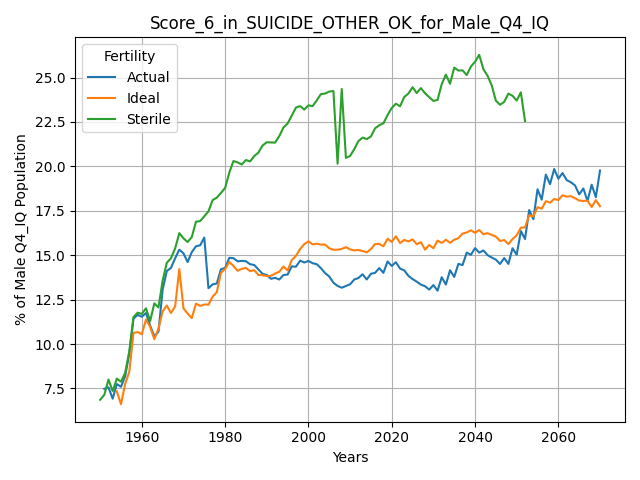 Score_6_in_SUICIDE_OTHER_OK_for_Male_Q4_IQ
Fertility
Actual
Ideal
Sterile
% of Male Q4_IQ Population
25.0
22.5
20.0
17.5
15.0
12.5
10.0
7.5
1960
1980
2000
2020
2040
2060
Years